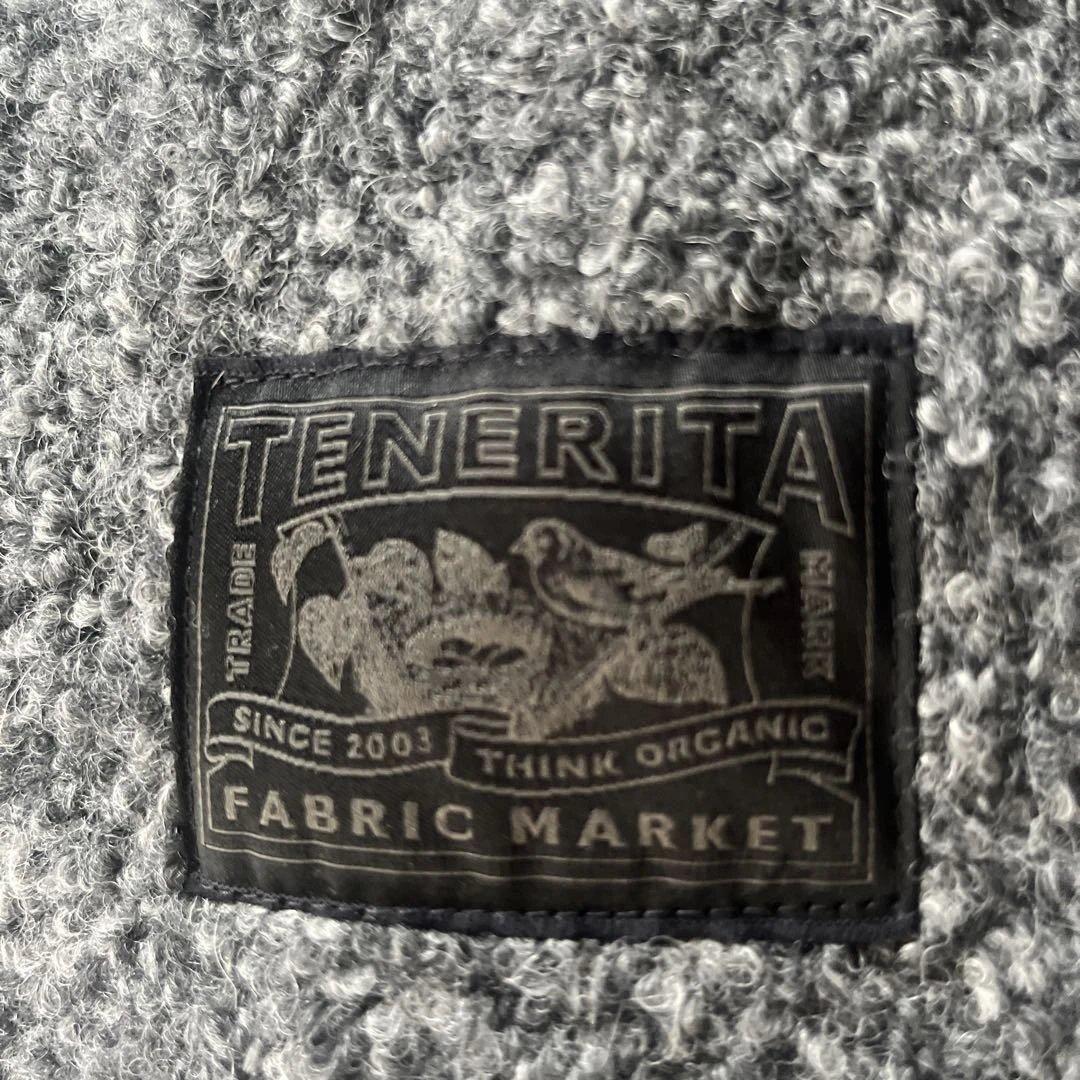 TENERITA
TRADE
MARK
SINCE 2003
THINK ORGANIC
FABRIC MARKET